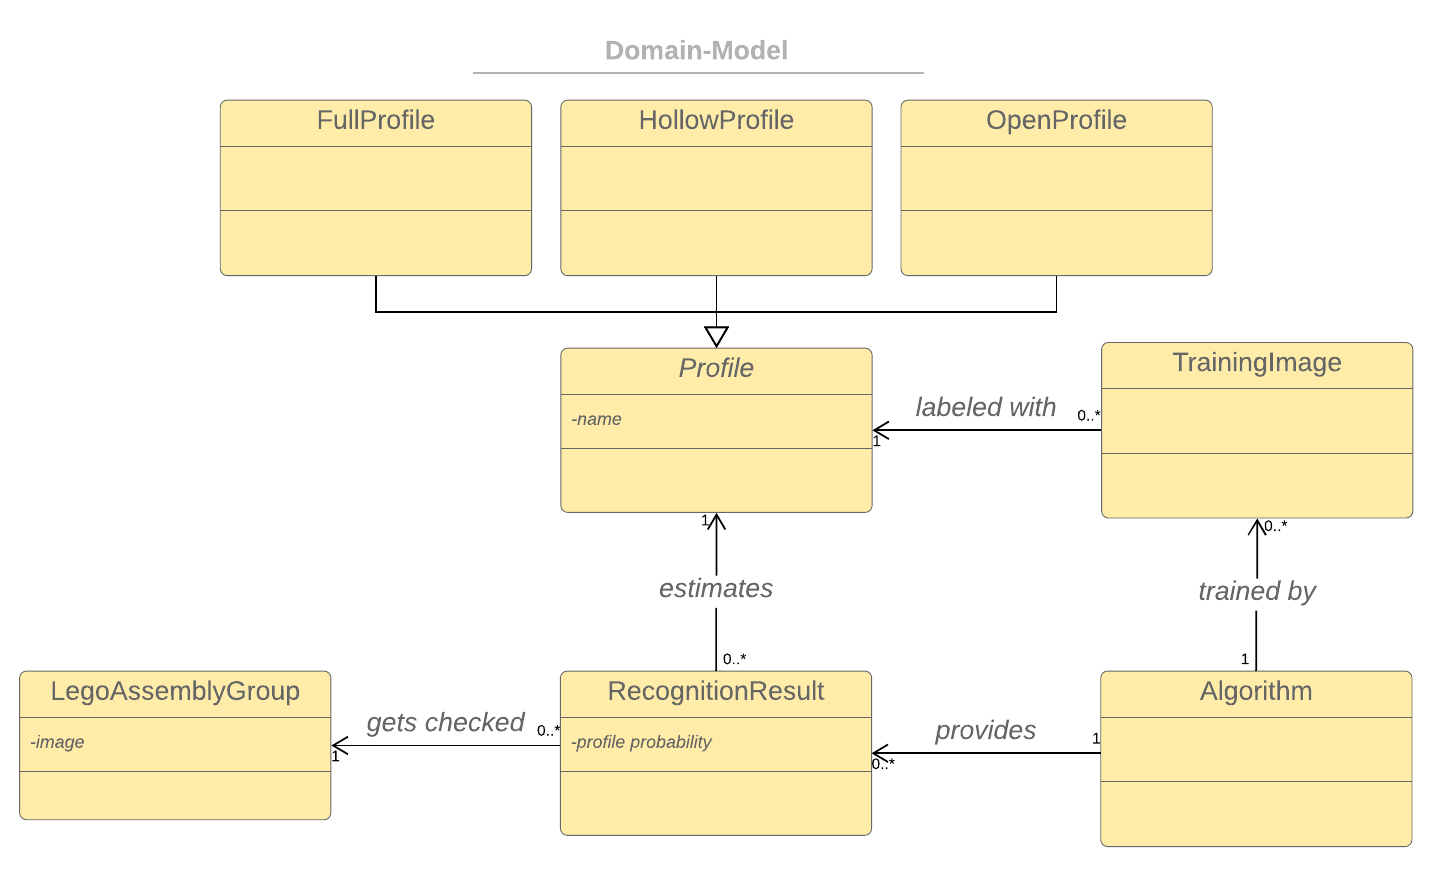 Domain-Model
FullProfile
HollowProfile
OpenProfile
Profile
-name
labeled with
0..*
1
TrainingImage
1
estimates
0..*
0..*
trained by
1
LegoAssemblyGroup
-image
gets checked
0..*
1
RecognitionResult
-profile probability
provides
1
0..*
Algorithm